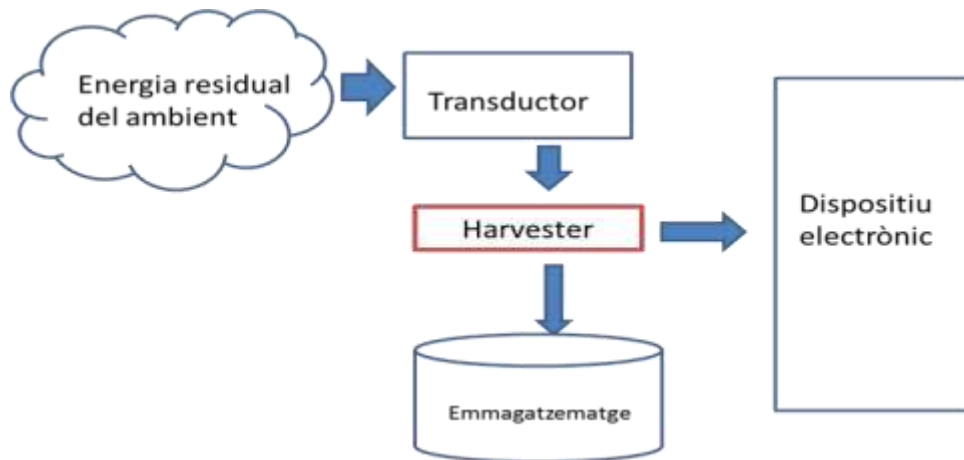 Energia residual
del ambient
Transductor
Harvester
Dispositiu
electrònic
Emmagatzematge